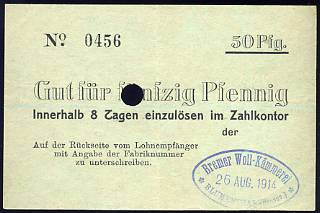 No. 0456
50 Pfg.
Gut für fünfzig Pfennig
Innerhalb 8 Tagen einzulösen im Zahlkontor
der
Auf der Rückseite vom Lohnempfänger
mit Angabe der Fabriknummer
zu unterschreiben.
Bremer Woll-Kämmerei
26 AUG. 1914